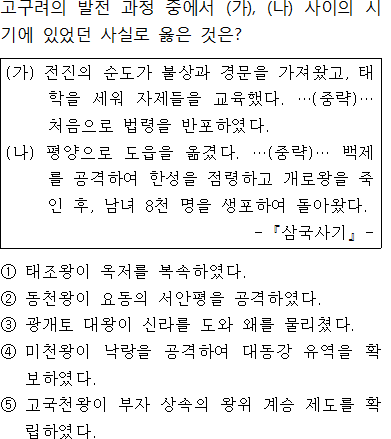 고구려의 발전 과정 중에서 (가), (나) 사이의 시
기에 있었던 사실로 옳은 것은?
(가) 전진의 순도가 불상과 경문을 가져왔고, 태
학을 세워 자제들을 교육했다. …(중략)…
처음으로 법령을 반포하였다.
(나) 평양으로 도읍을 옮겼다. …(중략)… 백제
를 공격하여 한성을 점령하고 개로왕을 죽
인 후, 남녀 8천 명을 생포하여 돌아왔다.
-『삼국사기』-
① 태조왕이 옥저를 복속하였다.
② 동천왕이 요동의 서안평을 공격하였다.
③ 광개토 대왕이 신라를 도와 왜를 물리쳤다.
④ 미천왕이 낙랑을 공격하여 대동강 유역을 확
보하였다.
⑤ 고국천왕이 부자 상속의 왕위 계승 제도를 확
립하였다.